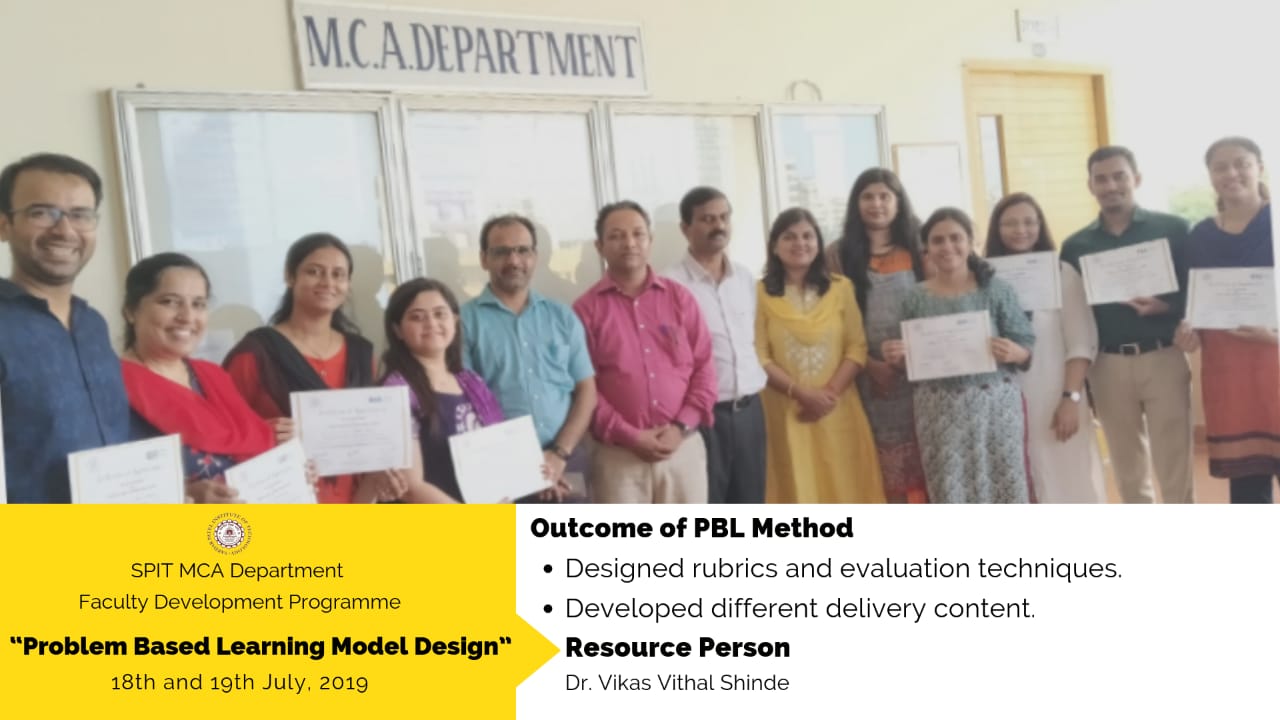 M.C.A.DEPARTMENT
SPIT MCA Department
Faculty Development Programme
“Problem Based Learning Model Design”
18th and 19th July, 2019
Outcome of PBL Method
• Designed rubrics and evaluation techniques.
• Developed different delivery content.
Resource Person
Dr. Vikas Vithal Shinde